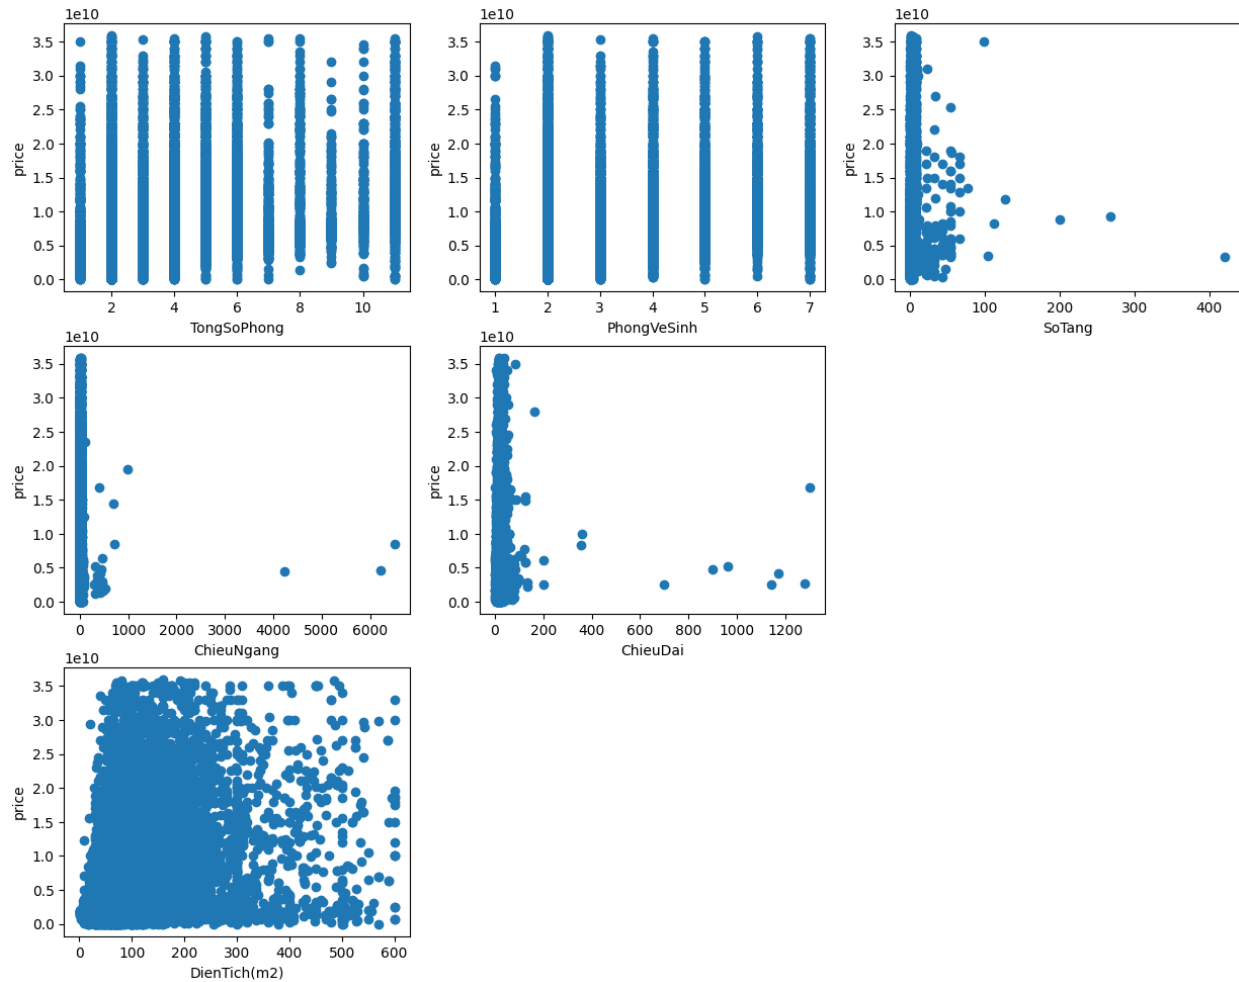 1e10 1e10 1e10
3.5 3.5 3.5
3.0 3.0 3.0
2.5 2.5 2.5
2.0 2.0 2.0
price price price
1.5 1.5 1.5
1.0 1.0 1.0
0.5 0.5 0.5
0.0 0.0 0.0
2 4 6 8 10 1 2 3 4 5 6 7 0 100 200 300 400
TongSoPhong PhongVeSinh SoTang
1e10 1e10
3.5 3.5
3.0 3.0
2.5 2.5
2.0 2.0
price price
1.5 1.5
1.0 1.0
0.5 0.5
0.0 0.0
0 1000 2000 3000 4000 5000 6000 0 200 400 600 800 1000 1200
ChieuNgang ChieuDai
1e10
3.5
3.0
2.5
2.0
price
1.5
1.0
0.5
0.0
0 100 200 300 400 500 600
DienTich(m2)